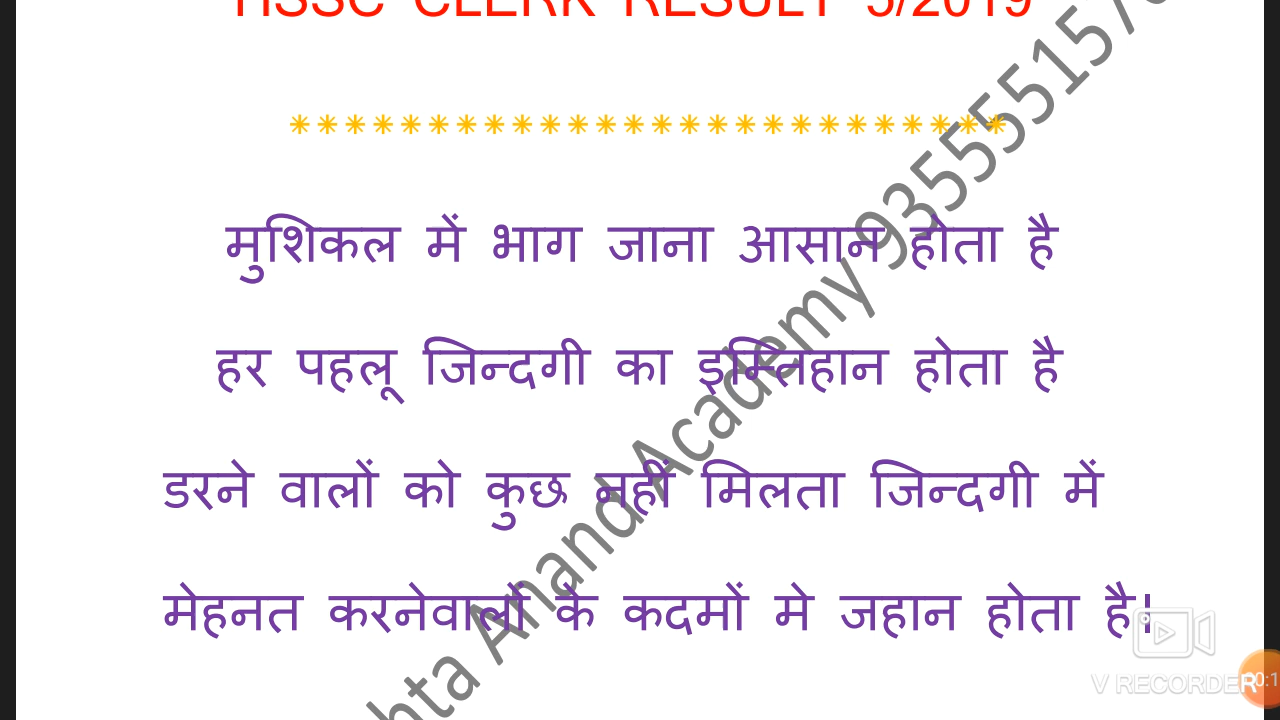 HSSC CLERK RESULT 5/2019
**************************
मुशिकल में भाग जाना आसान होता है
हर पहलू जिन्दगी का इम्तिहान होता है
डरने वालों को कुछ नहीं मिलता जिन्दगी में
मेहनत करनेवालों के कदमों मे जहान होता है!
Anand Academy
V RECORDER